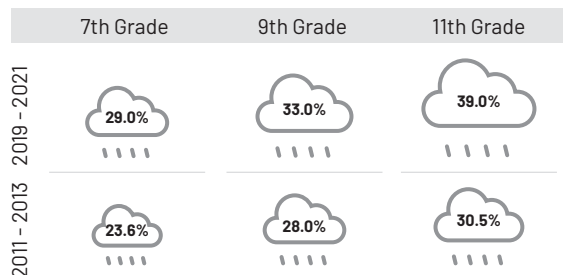 7th Grade 9th Grade 11th Grade
2019 - 2021
29.0% 33.0% 39.0%
2011 - 2013
23.6% 28.0% 30.5%